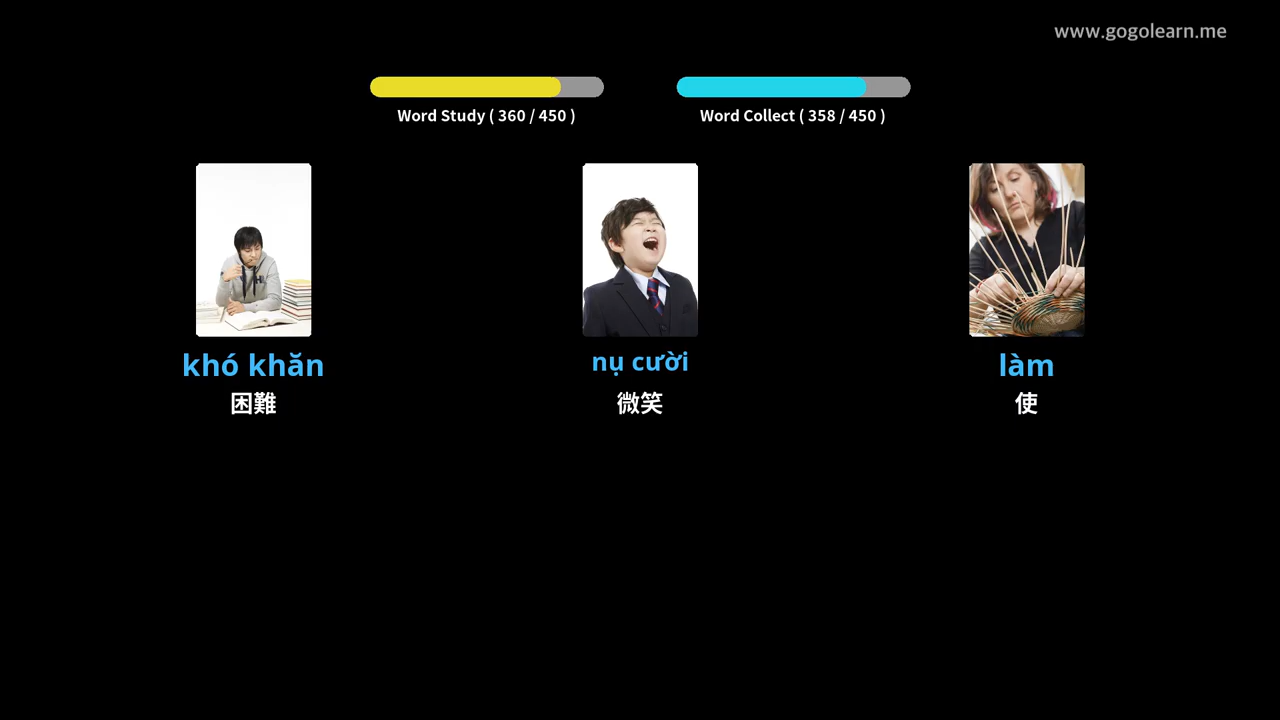 www.gogolearn.me
Word Study ( 360 / 450 )
Word Collect ( 358 / 450 )
khó khăn
困難
nụ cười
微笑
làm
使